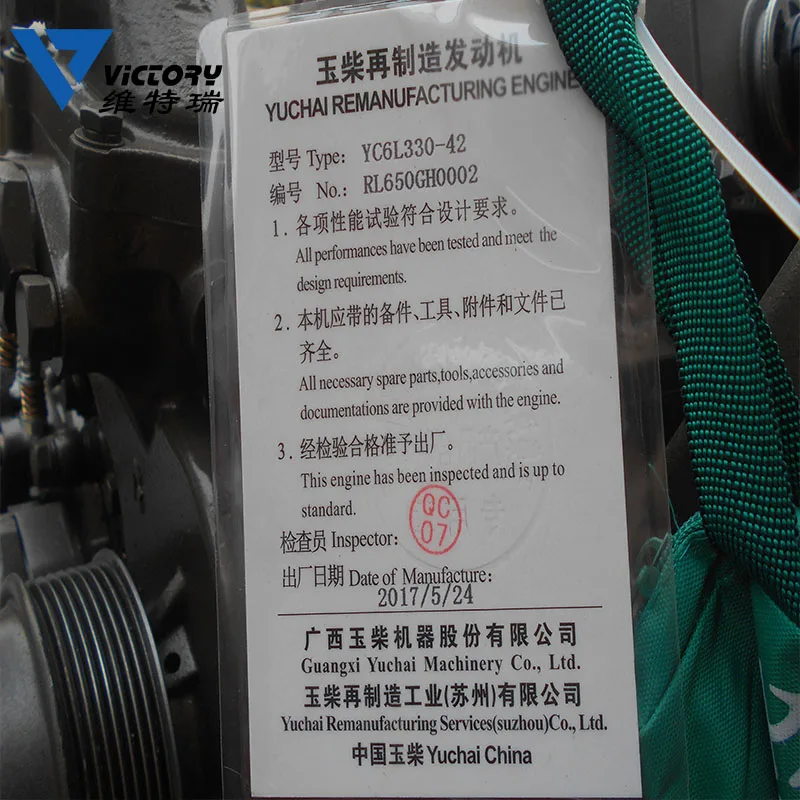 VICTORY
维特瑞
玉柴再制造发动机
YUCHAI REMANUFACTURING ENGINE
型号 Type: YC6L330-42
编号 No.: RL650GH0002
1. 各项性能试验符合设计要求。
All performances have been tested and meet the
design requirements.
2. 本机应带的备件、工具、附件和文件已
齐全。
All necessary spare parts,tools,accessories and
documentations are provided with the engine.
3. 经检验合格准予出厂。
This engine has been inspected and is up to
standard.
检查员 Inspector:
QC
07
出厂日期 Date of Manufacture:
2017/5/24
广西玉柴机器股份有限公司
Guangxi Yuchai Machinery Co., Ltd.
玉柴再制造工业(苏州)有限公司
Yuchai Remanufacturing Services(suzhou)Co., Ltd.
中国玉柴 Yuchai China